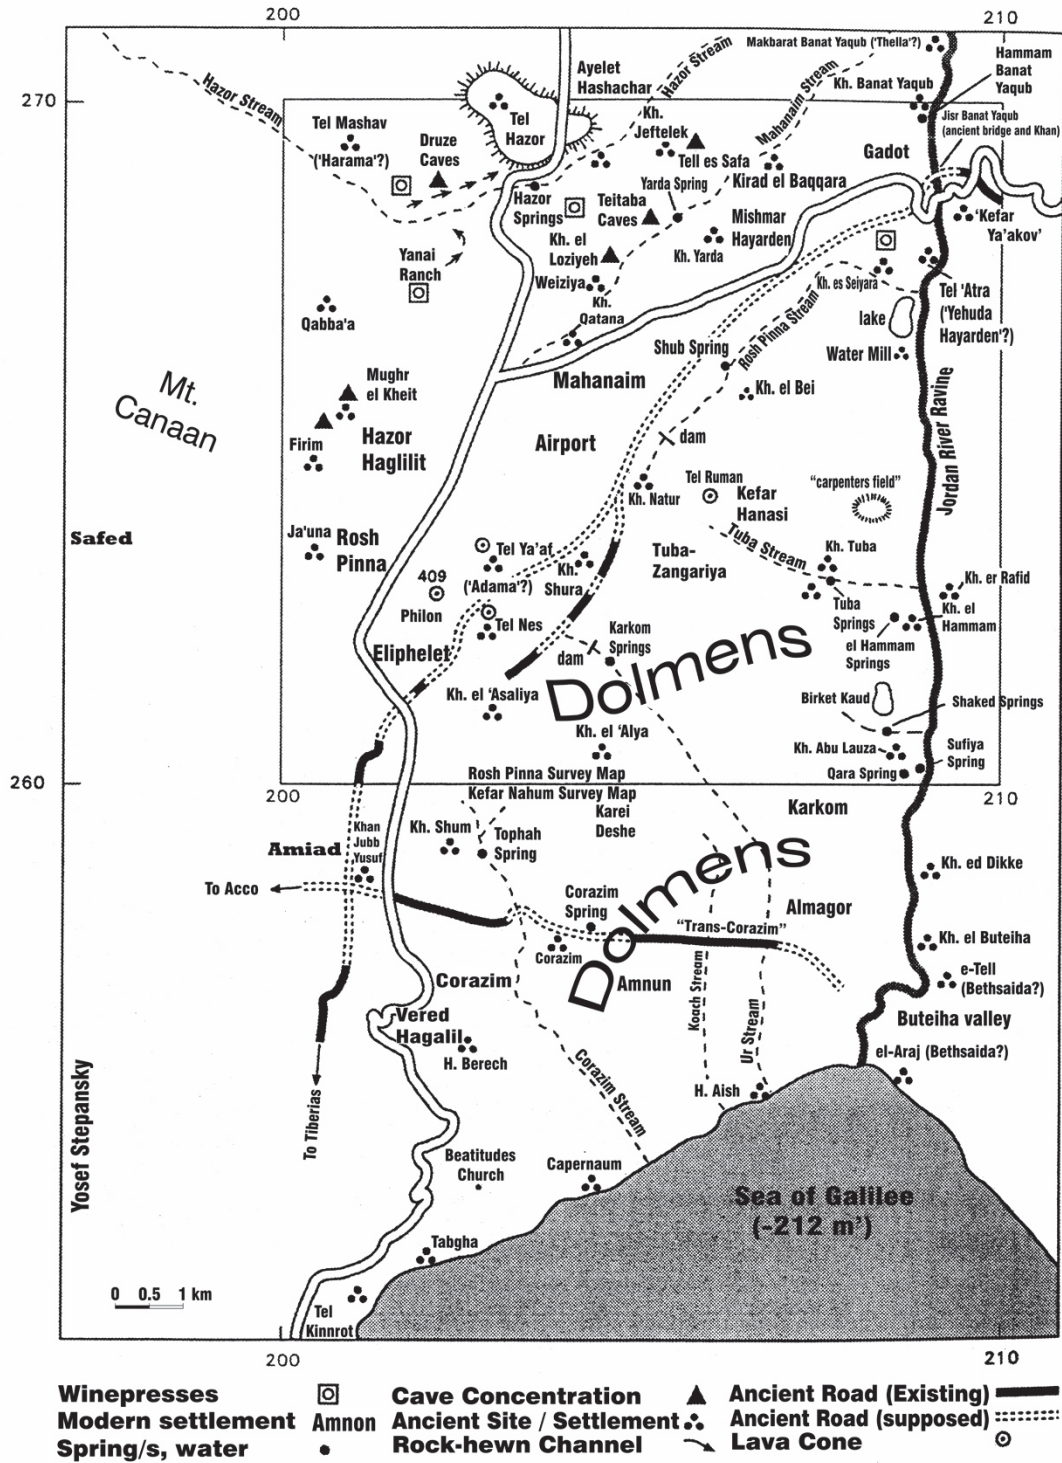 200
210
270
Hazor Stream
Ayelet
Hashachar
Hazor Stream
Makbarat Banat Yaqub ('Thella'?)
Hammam
Banat
Yaqub
Kh. Banat Yaqub
Mahanaim Stream
Jisr Banat Yaqub
(ancient bridge and Khan)
Tel Mashav
('Harama'?)
Druze
Caves
Tel
Hazor
Kh.
Jeftelek
Tell es Safa
Gadot
Kirad el Baqqara
Yarda Spring
Hazor
Springs
Teitaba
Caves
Mishmar
Hayarden
'Kefar
Ya'akov'
Kh. Yarda
Yanai
Ranch
Kh. el
Loziyeh
Weiziya
Kh.
Qatana
Kh. es Seiyara
Tel 'Atra
('Yehuda
Hayarden'?)
Qabba'a
lake
Rosh Pinna Stream
Shub Spring
Water Mill
Mt.
Canaan
Mughr
el Kheit
Mahanaim
Kh. el Bei
Jordan River Ravine
Firim
Hazor
Haglilit
Airport
dam
Tel Ruman
"carpenters field"
Kh. Natur
Kefar
Hanasi
Safed
Ja'una
Rosh
Pinna
Tuba Stream
Tel Ya'af
('Adama'?)
Kh.
Shura
Tuba-
Zangariya
Kh. Tuba
Kh. er Rafid
409
Philon
Tuba
Springs
Kh. el
Hammam
Tel Nes
Karkom
Springs
el Hammam
Springs
Eliphelet
dam
Dolmens
Kh. el 'Asaliya
Birket Kaud
Shaked Springs
Kh. el 'Alya
Kh. Abu Lauza
Sufiya
Spring
Qara Spring
Rosh Pinna Survey Map
260
200
210
Kefar Nahum Survey Map
Karei
Deshe
Karkom
Khan
Jubb
Yusuf
Kh. Shum
Tophah
Spring
Amiad
Dolmens
Kh. ed Dikke
To Acco
Corazim
Spring
Almagor
"Trans-Corazim"
Corazim
Kh. el Buteiha
Corazim
Amnun
Koach Stream
Ur Stream
e-Tell
(Bethsaida?)
Vered
Hagalil
Buteiha valley
H. Berech
el-Araj (Bethsaida?)
Corazim Stream
H. Aish
To Tiberias
Yosef Stepansky
Beatitudes
Church
Capernaum
Sea of Galilee
(-212 m')
Tabgha
0 0.5 1 km
Tel
Kinnrot
200
210
Winepresses
Cave Concentration
Ancient Road (Existing)
Modern settlement Amnon
Ancient Site / Settlement
Ancient Road (supposed)
Spring/s, water
Rock-hewn Channel
Lava Cone